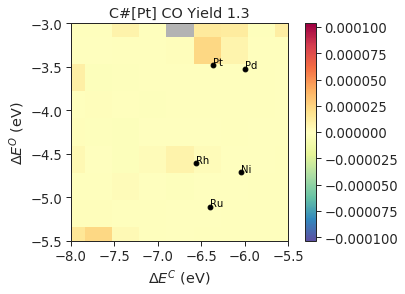 C#[Pt] CO Yield 1.3
−3.0
−3.5
−4.0
−4.5
−5.0
−5.5
ΔE^O (eV)
Pt
Pd
Rh
Ni
Ru
−8.0 −7.5 −7.0 −6.5 −6.0 −5.5
ΔE^C (eV)
0.000100
0.000075
0.000050
0.000025
0.000000
−0.000025
−0.000050
−0.000075
−0.000100